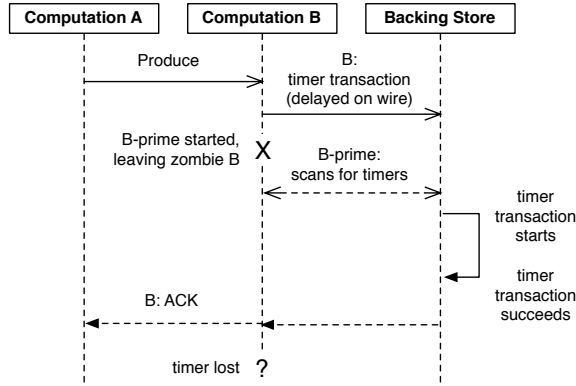 Computation A
Computation B
Backing Store
Produce
B:
timer transaction
(delayed on wire)
B-prime started,
leaving zombie B
X
B-prime:
scans for timers
timer
transaction
starts
timer
transaction
succeeds
B: ACK
timer lost
?